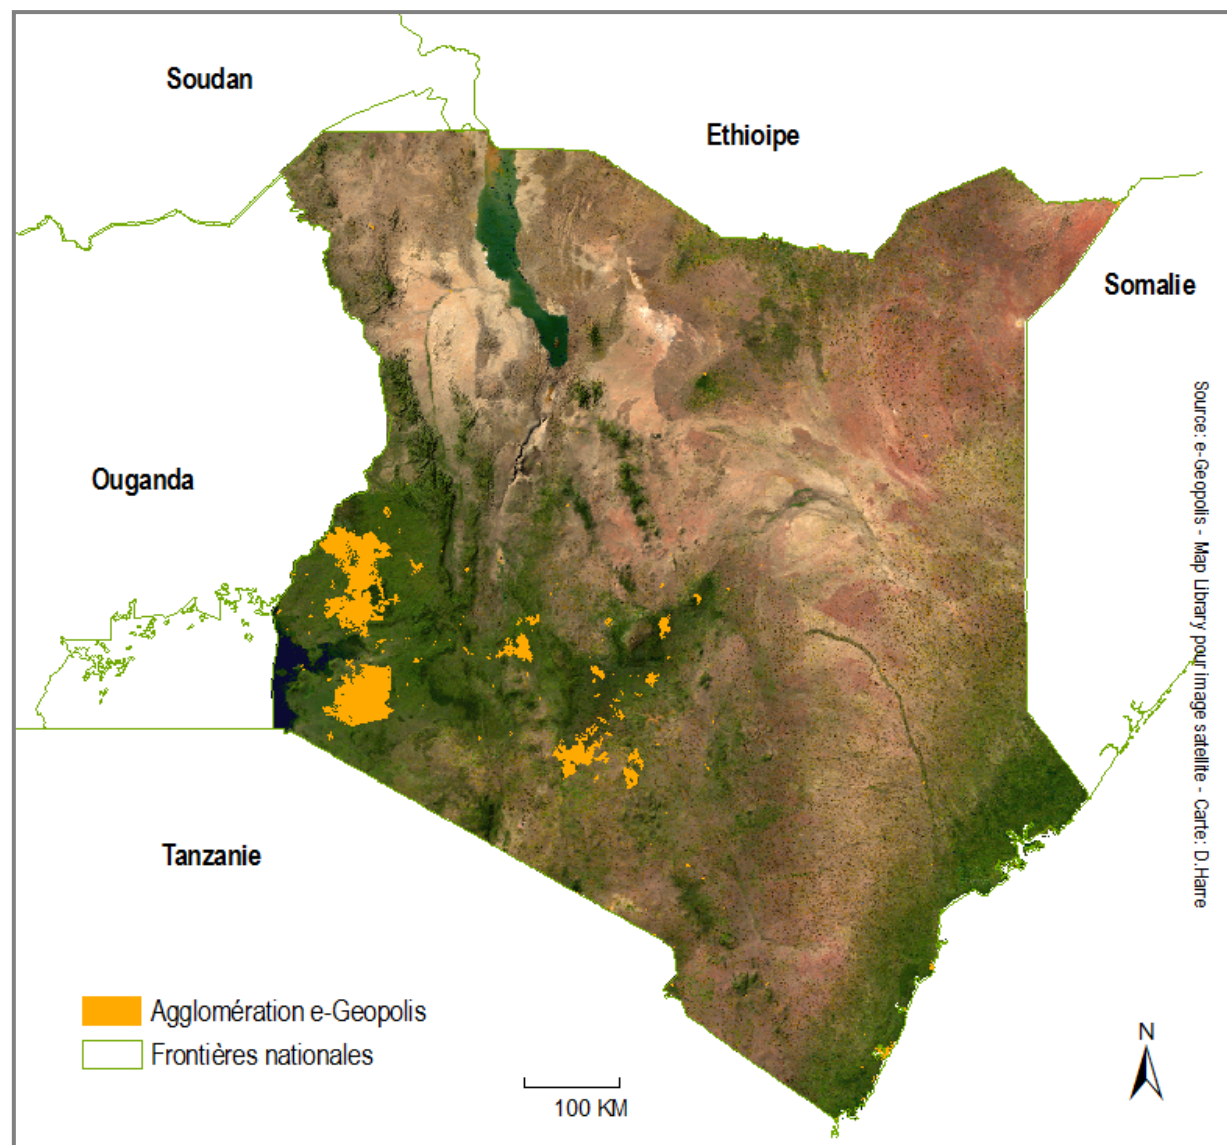 Soudan
Ethioipe
Somalie
Ouganda
Tanzanie
Source: e-Geopolis - Map Library pour image satellite - Carte: D.Harre
Agglomération e-Geopolis
Frontières nationales
100 KM
N